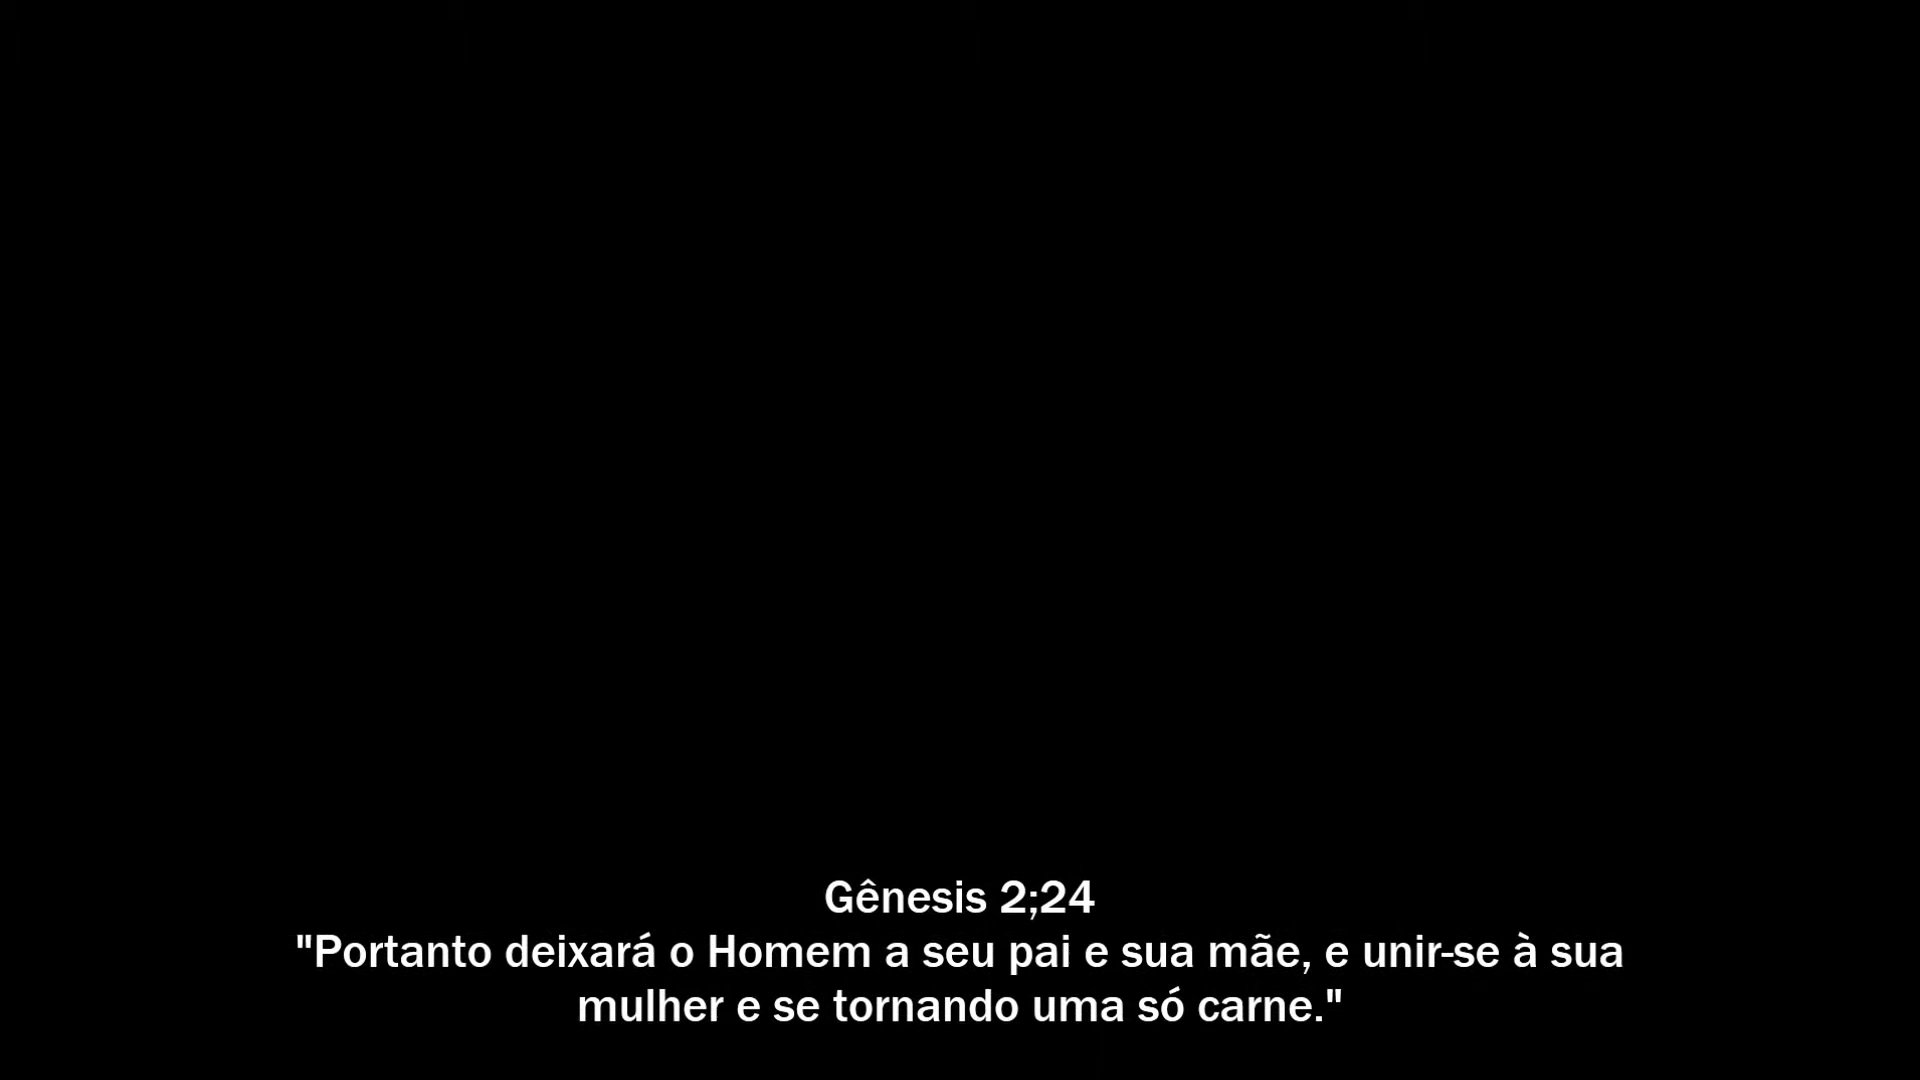 Gênesis 2;24
"Portanto deixará o Homem a seu pai e sua mãe, e unir-se à sua
mulher e se tornando uma só carne."